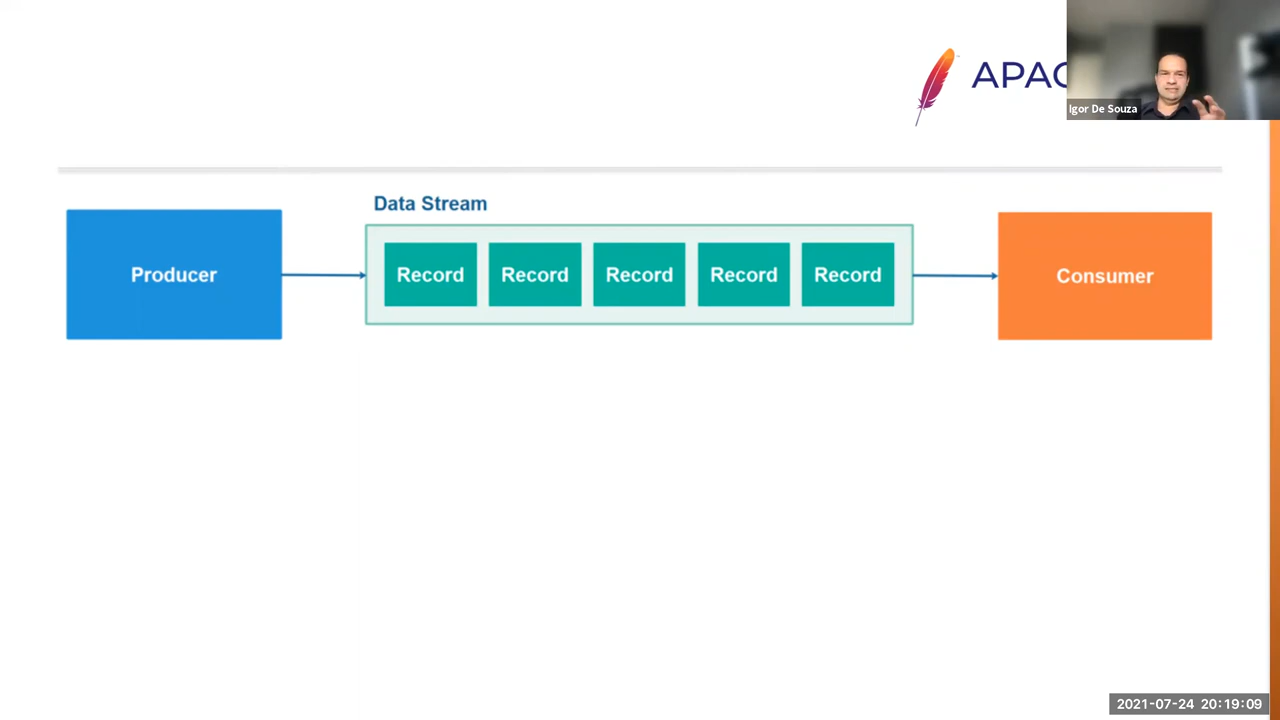 APAC
Igor De Souza
Data Stream
Producer
Record Record Record Record Record
Consumer
2021-07-24 20:19:09